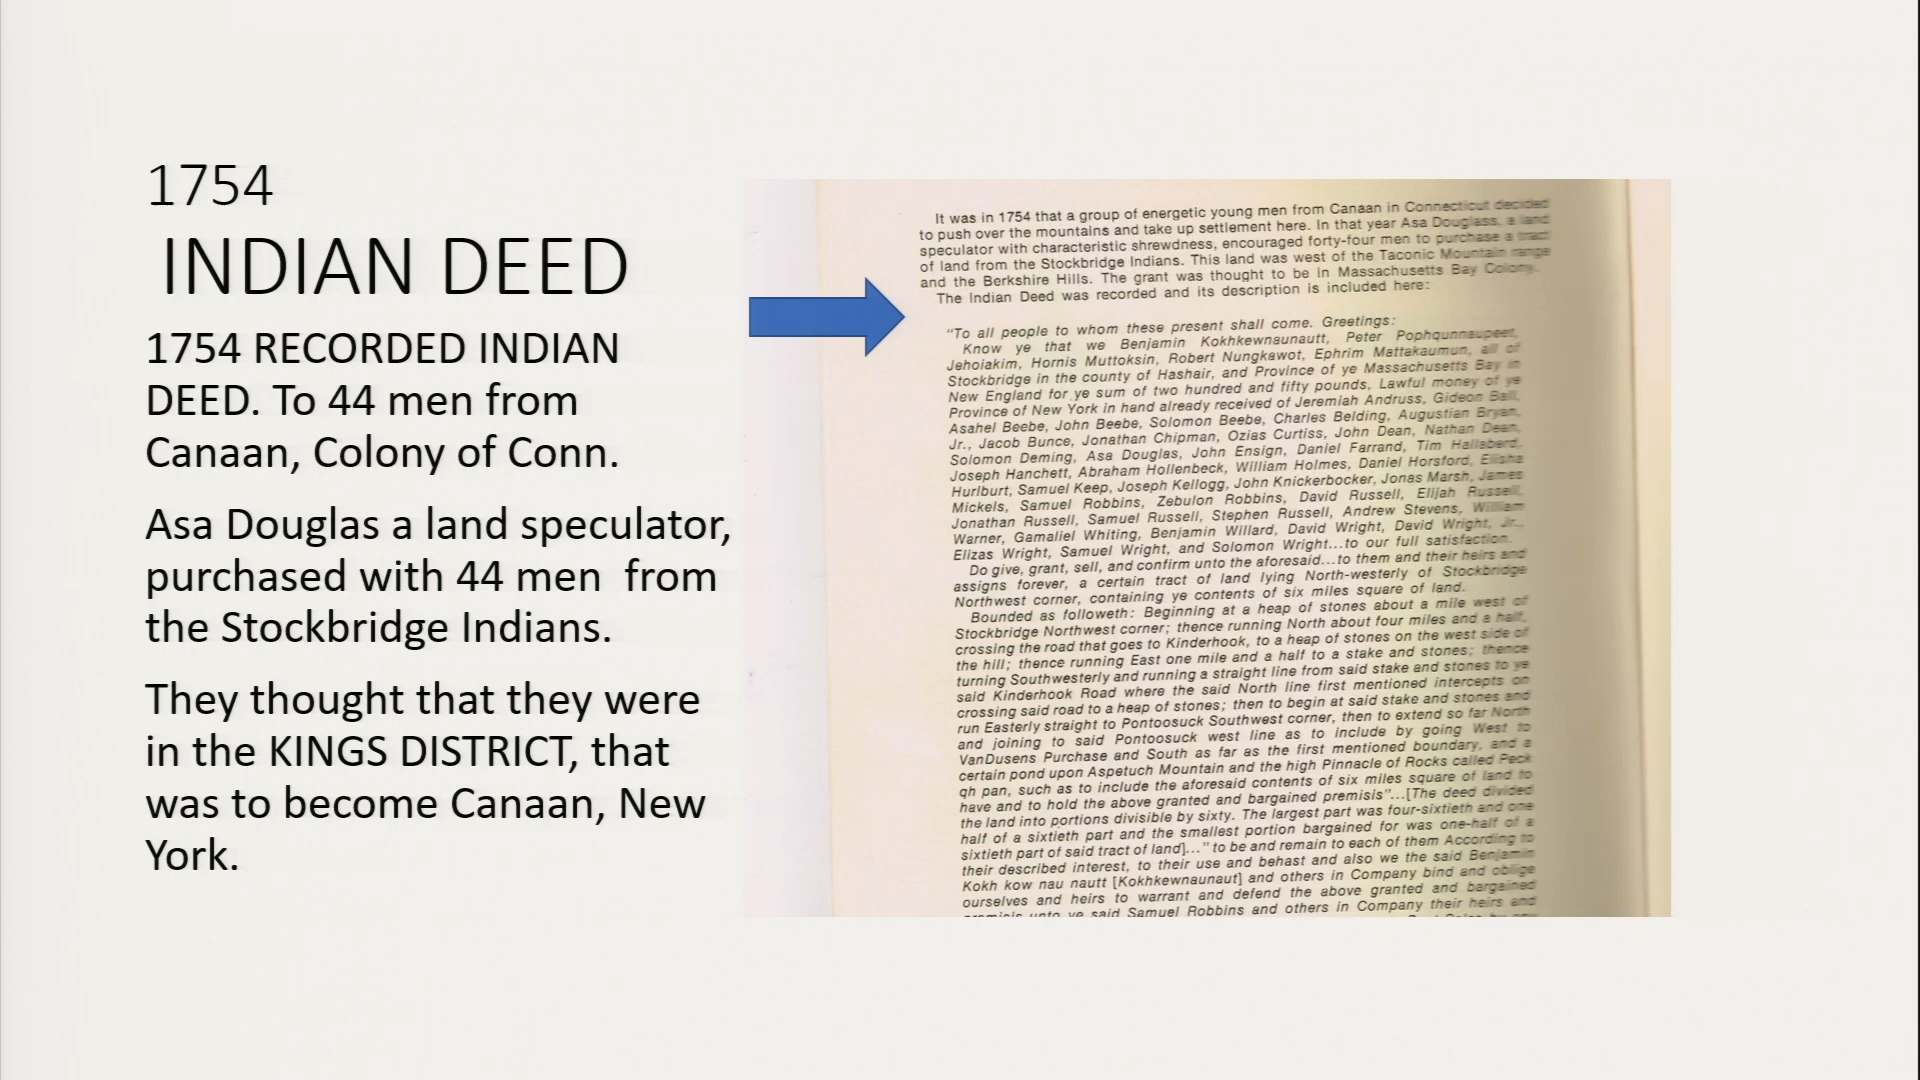 1754
INDIAN DEED
1754 RECORDED INDIAN
DEED. To 44 men from
Canaan, Colony of Conn.
Asa Douglas a land speculator,
purchased with 44 men from
the Stockbridge Indians.
They thought that they were
in the KINGS DISTRICT, that
was to become Canaan, New
York.
It was in 1754 that a group of energetic young men from Canaan in Connecticut decided
to push over the mountains and take up settlement here. In that year Asa Douglass, a land
speculator with characteristic shrewdness, encouraged forty-four men to purchase a tract
of land from the Stockbridge Indians. This land was west of the Taconic Mountain range
and the Berkshire Hills. The grant was thought to be in Massachusetts Bay Colony.
The Indian Deed was recorded and its description is included here:
"To all people to whom these present shall come. Greetings:
Know ye that we Benjamin Kokhkewnaunautt, Peter Pophqunnaupeet,
Jehoiakim, Hornis Muttoksin, Robert Nungkawot, Ephrim Mattakaumun, all of
Stockbridge in the county of Hashair, and Province of ye Massachusetts Bay in
New England for ye sum of two hundred and fifty pounds, Lawful money of ye
Province of New York in hand already received of Jeremiah Andruss, Gideon Ball,
Asahel Beebe, John Beebe, Solomon Beebe, Charles Belding, Augustian Bryan,
Jr., Jacob Bunce, Jonathan Chipman, Ozias Curtiss, John Dean, Nathan Dean,
Solomon Deming, Asa Douglas, John Ensign, Daniel Farrand, Tim Hallaberd,
Joseph Hanchett, Abraham Hollenbeck, William Holmes, Daniel Horsford, Elisha
Hurlburt, Samuel Keep, Joseph Kellogg, John Knickerbocker, Jonas Marsh, James
Mickels, Samuel Robbins, Zebulon Robbins, David Russell, Elijah Russell,
Jonathan Russell, Samuel Russell, Stephen Russell, Andrew Stevens, William
Warner, Gamaliel Whiting, Benjamin Willard, David Wright, David Wright, Jr.,
Elizas Wright, Samuel Wright, and Solomon Wright...to our full satisfaction.
Do give, grant, sell, and confirm unto the aforesaid...to them and their heirs and
assigns forever, a certain tract of land lying North-westerly of Stockbridge
Northwest corner, containing ye contents of six miles square of land.
Bounded as followeth: Beginning at a heap of stones about a mile west of
Stockbridge Northwest corner; thence running North about four miles and a half,
crossing the road that goes to Kinderhook, to a heap of stones on the west side of
the hill; thence running East one mile and a half to a stake and stones; thence
turning Southwesterly and running a straight line from said stake and stones to ye
said Kinderhook Road where the said North line first mentioned intercepts on
crossing said road to a heap of stones; then to begin at said stake and stones and
run Easterly straight to Pontoosuck Southwest corner, then to extend so far North
and joining to said Pontoosuck west line as to include by going West to
VanDusens Purchase and South as far as the first mentioned boundary, and a
certain pond upon Aspetuch Mountain and the high Pinnacle of Rocks called Peck
qh pan, such as to include the aforesaid contents of six miles square of land to
have and to hold the above granted and bargained premisis"...[The deed divided
the land into portions divisible by sixty. The largest part was four-sixtieth and one
half of a sixtieth part and the smallest portion bargained for was one-half of a
sixtieth part of said tract of land]..." to be and remain to each of them According to
their described interest, to their use and behast and also we the said Benjamin
Kokh kow nau nautt [Kokhkewnaunaut] and others in Company bind and oblige
ourselves and heirs to warrant and defend the above granted and bargained
premisis unto ye said Samuel Robbins and others in Company their heirs and